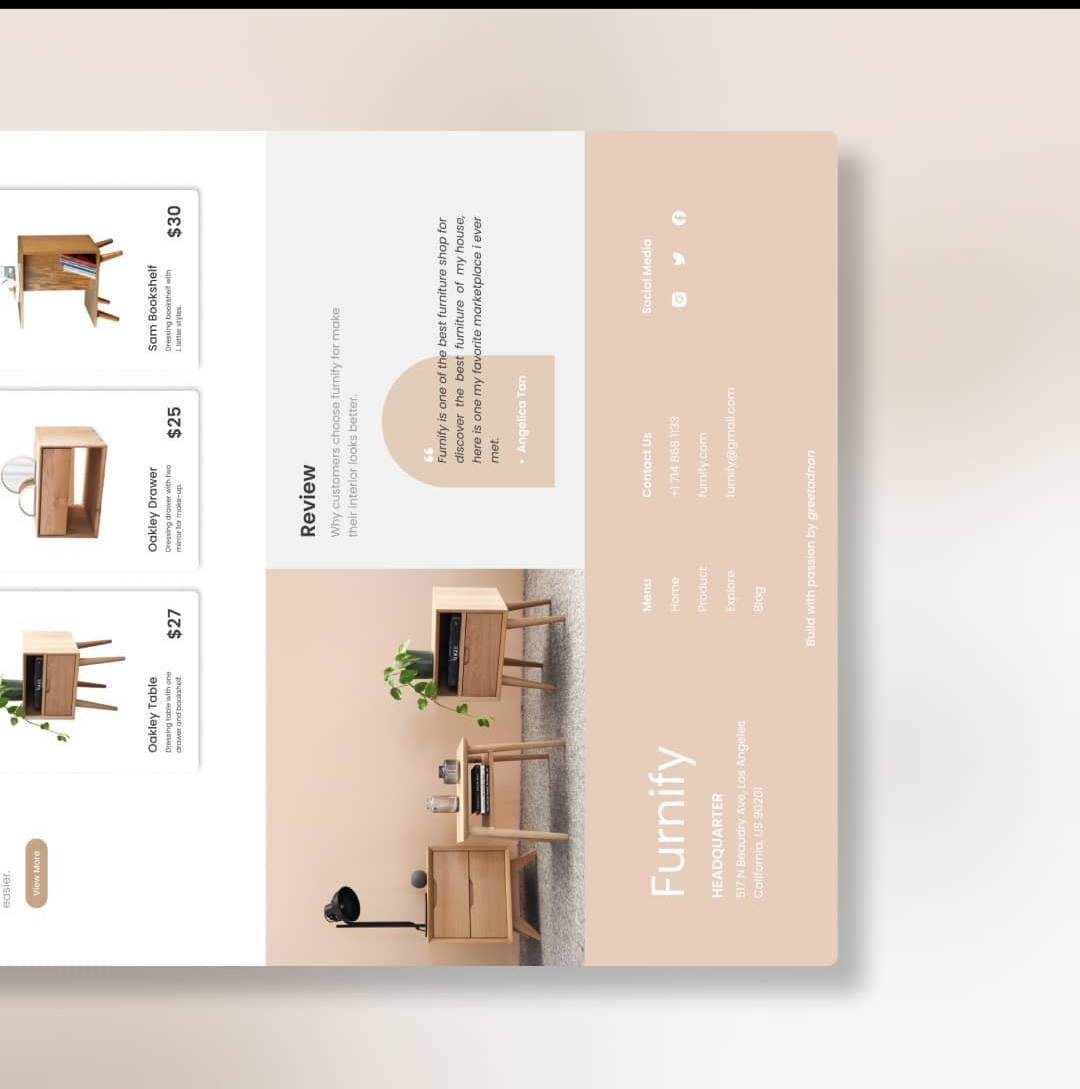 easier.
View More
Oakley Table
Dressing table with one
drawer and bookshelf.
$27
Oakley Drawer
Dressing drawer with two
mirror for make-up.
$25
Sam Bookshelf
Dressing bookshelf with
L letter styles.
$30
VOGUE
Review
Why customers choose furnify for make
their interior looks better.
“
Furnify is one of the best furniture shop for
discover the best furniture of my house,
here is one my favorite marketplace i ever
met.
• Angelica Tan
Furnify
HEADQUARTER
517 N Beaudry Ave, Los Angeles
California, US 90201
Menu
Home
Product
Explore
Blog
Contact Us
+1 714 868 1133
furnify.com
furnify@gmail.com
Social Media
Build with passion by greetadnan